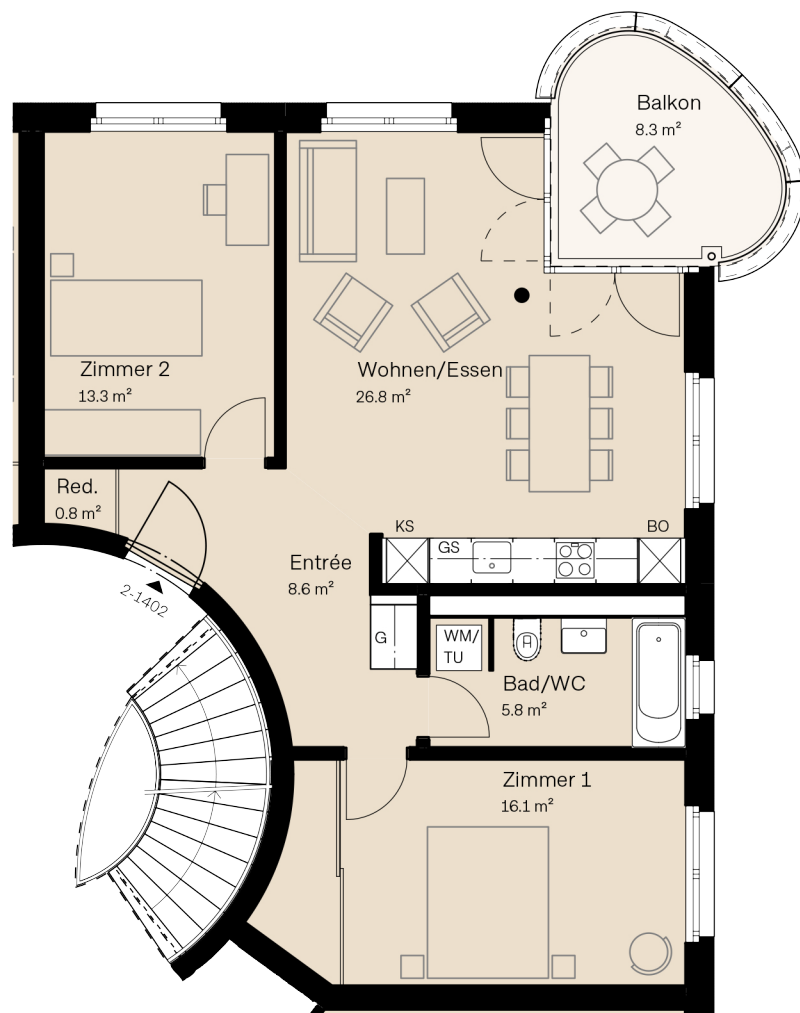 Balkon
8.3 m²
Zimmer 2
13.3 m²
Wohnen/Essen
26.8 m²
Red.
0.8 m²
KS
GS
BO
Entrée
8.6 m²
2-1402
G
WM/
TU
A
Bad/WC
5.8 m²
Zimmer 1
16.1 m²